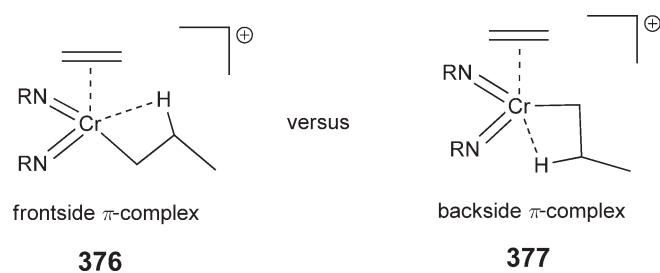 RN
H
⊕
Cr
RN
versus
RN
⊕
Cr
RN
H
frontside π-complex
backside π-complex
376
377